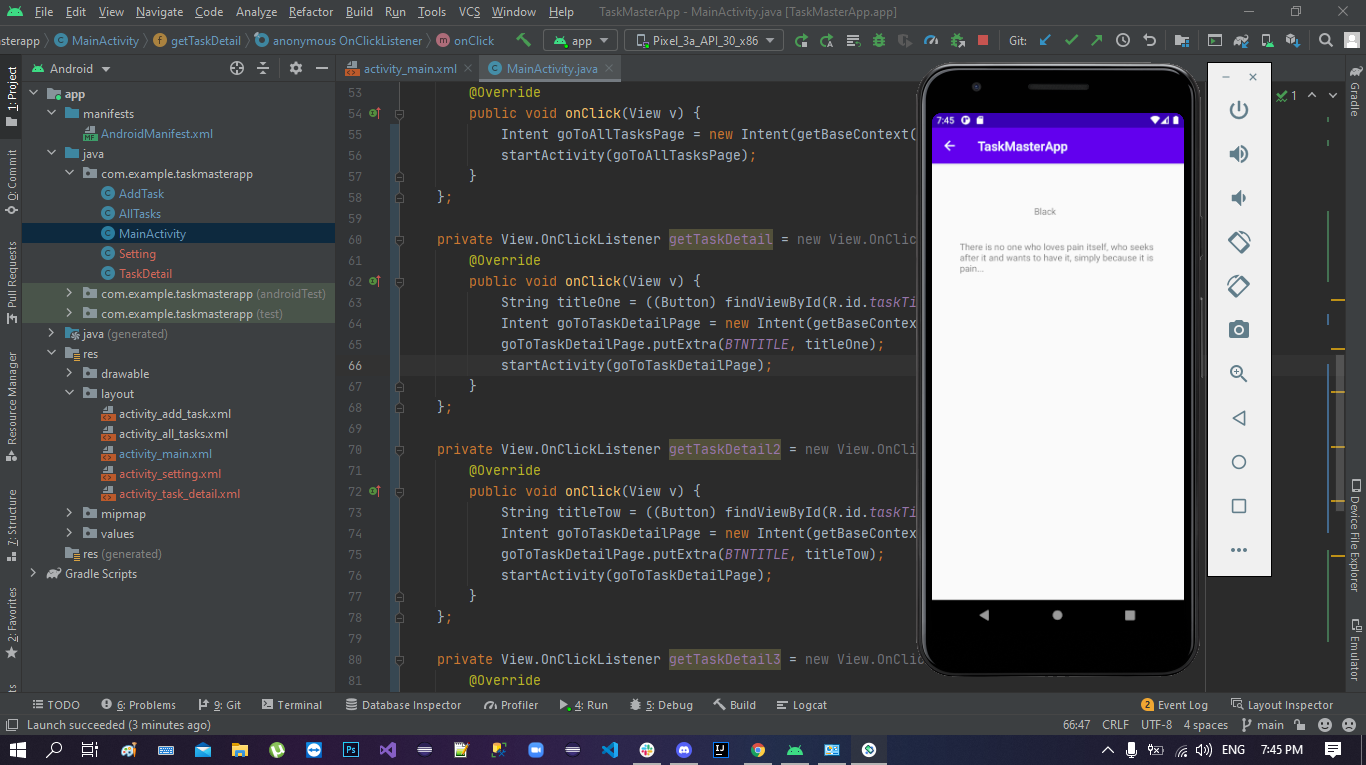 File Edit View Navigate Code Analyze Refactor Build Run Tools VCS Window Help TaskMasterApp - MainActivity.java [TaskMasterApp.app]
sterapp MainActivity getTaskDetail anonymous OnClickListener onClick app Pixel_3a_API_30_x86 Git:
Android
activity_main.xml MainActivity.java
1: Project
Q: Commit
Pull Requests
Resource Manager
7: Structure
2: Favorites
app
manifests
AndroidManifest.xml
java
com.example.taskmasterapp
AddTask
AllTasks
MainActivity
Setting
TaskDetail
com.example.taskmasterapp (androidTest)
com.example.taskmasterapp (test)
java (generated)
res
drawable
layout
activity_add_task.xml
activity_all_tasks.xml
activity_main.xml
activity_setting.xml
activity_task_detail.xml
mipmap
values
res (generated)
Gradle Scripts
53 @Override
54 public void onClick(View v) {
55 Intent goToAllTasksPage = new Intent(getBaseContext(
56 startActivity(goToAllTasksPage);
57 }
58 };
59
60 private View.OnClickListener getTaskDetail = new View.OnClic
61 @Override
62 public void onClick(View v) {
63 String titleOne = ((Button) findViewById(R.id.taskTi
64 Intent goToTaskDetailPage = new Intent(getBaseContex
65 goToTaskDetailPage.putExtra(BTNTITLE, titleOne);
66 startActivity(goToTaskDetailPage);
67 }
68 };
69
70 private View.OnClickListener getTaskDetail2 = new View.OnCli
71 @Override
72 public void onClick(View v) {
73 String titleTow = ((Button) findViewById(R.id.taskTi
74 Intent goToTaskDetailPage = new Intent(getBaseContex
75 goToTaskDetailPage.putExtra(BTNTITLE, titleTow);
76 startActivity(goToTaskDetailPage);
77 }
78 };
79
80 private View.OnClickListener getTaskDetail3 = new View.OnClic
81 @Override
7:45
TaskMasterApp
Black
There is no one who loves pain itself, who seeks
after it and wants to have it, simply because it is
pain...
1
Gradle
Device File Explorer
Emulator
TODO 6: Problems 9: Git Terminal Database Inspector Profiler 4: Run 5: Debug Build Logcat 2 Event Log Layout Inspector
Launch succeeded (3 minutes ago) 66:47 CRLF UTF-8 4 spaces main
ENG 7:45 PM